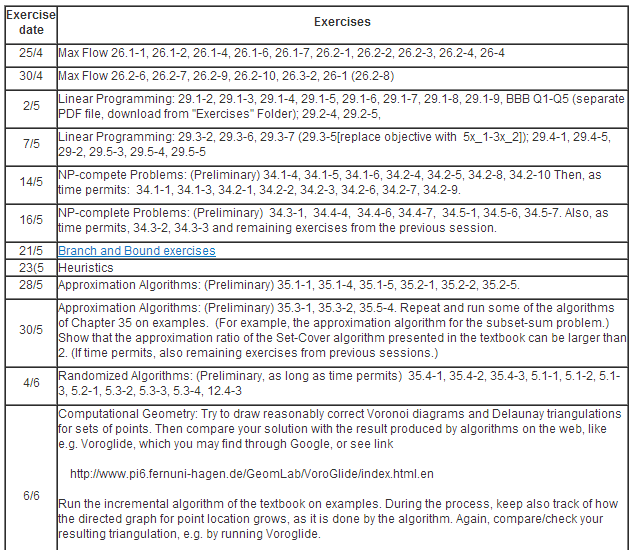 Exercise date
Exercises
25/4
Max Flow 26.1-1, 26.1-2, 26.1-4, 26.1-6, 26.1-7, 26.2-1, 26.2-2, 26.2-3, 26.2-4, 26-4
30/4
Max Flow 26.2-6, 26.2-7, 26.2-9, 26.2-10, 26.3-2, 26-1 (26.2-8)
2/5
Linear Programming: 29.1-2, 29.1-3, 29.1-4, 29.1-5, 29.1-6, 29.1-7, 29.1-8, 29.1-9, BBB Q1-Q5 (separate
PDF file, download from "Exercises" Folder); 29.2-4, 29.2-5,
7/5
Linear Programming: 29.3-2, 29.3-6, 29.3-7 (29.3-5[replace objective with  5x_1-3x_2]); 29.4-1, 29.4-5,
29-2, 29.5-3, 29.5-4, 29.5-5
14/5
NP-compete Problems: (Preliminary) 34.1-4, 34.1-5, 34.1-6, 34.2-4, 34.2-5, 34.2-8, 34.2-10 Then, as
time permits:  34.1-1, 34.1-3, 34.2-1, 34.2-2, 34.2-3, 34.2-6, 34.2-7, 34.2-9.
16/5
NP-complete Problems: (Preliminary)  34.3-1,  34.4-4,  34.4-6, 34.4-7,  34.5-1, 34.5-6, 34.5-7. Also, as
time permits, 34.3-2, 34.3-3 and remaining exercises from the previous session.
21/5
Branch and Bound exercises
23(5
Heuristics
28/5
Approximation Algorithms: (Preliminary) 35.1-1, 35.1-4, 35.1-5, 35.2-1, 35.2-2, 35.2-5.
30/5
Approximation Algorithms: (Preliminary) 35.3-1, 35.3-2, 35.5-4. Repeat and run some of the algorithms
of Chapter 35 on examples.  (For example, the approximation algorithm for the subset-sum problem.)
Show that the approximation ratio of the Set-Cover algorithm presented in the textbook can be larger than
2. (If time permits, also remaining exercises from previous sessions.)
4/6
Randomized Algorithms: (Preliminary, as long as time permits)  35.4-1, 35.4-2, 35.4-3, 5.1-1, 5.1-2, 5.1-
3, 5.2-1, 5.3-2, 5.3-3, 5.3-4, 12.4-3
6/6
Computational Geometry: Try to draw reasonably correct Voronoi diagrams and Delaunay triangulations
for sets of points. Then compare your solution with the result produced by algorithms on the web, like
e.g. Voroglide, which you may find through Google, or see link
http://www.pi6.fernuni-hagen.de/GeomLab/VoroGlide/index.html.en
Run the incremental algorithm of the textbook on examples. During the process, keep also track of how
the directed graph for point location grows, as it is done by the algorithm. Again, compare/check your
resulting triangulation, e.g. by running Voroglide.